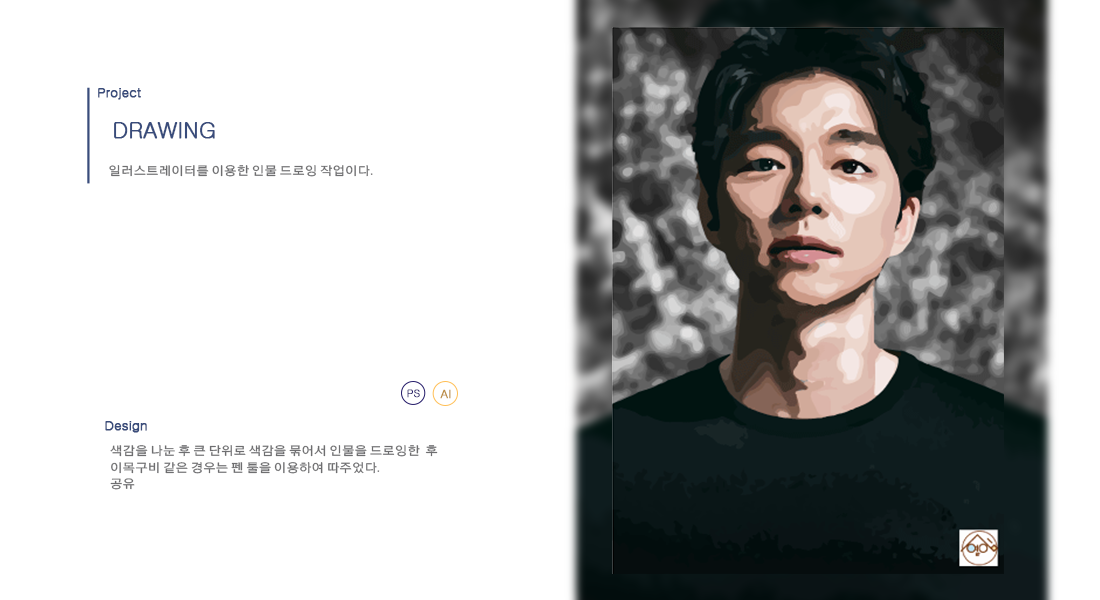 Project
DRAWING
일러스트레이터를 이용한 인물 드로잉 작업이다.
PS
AI
Design
색감을 나눈 후 큰 단위로 색감을 묶어서 인물을 드로잉한 후
이목구비 같은 경우는 펜 툴을 이용하여 따주었다.
공유